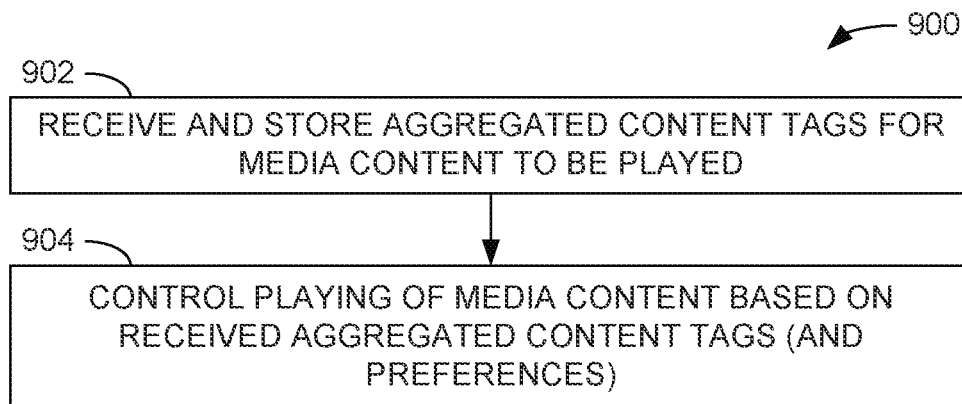 900
902
RECEIVE AND STORE AGGREGATED CONTENT TAGS FOR
MEDIA CONTENT TO BE PLAYED
904
CONTROL PLAYING OF MEDIA CONTENT BASED ON
RECEIVED AGGREGATED CONTENT TAGS (AND
PREFERENCES)